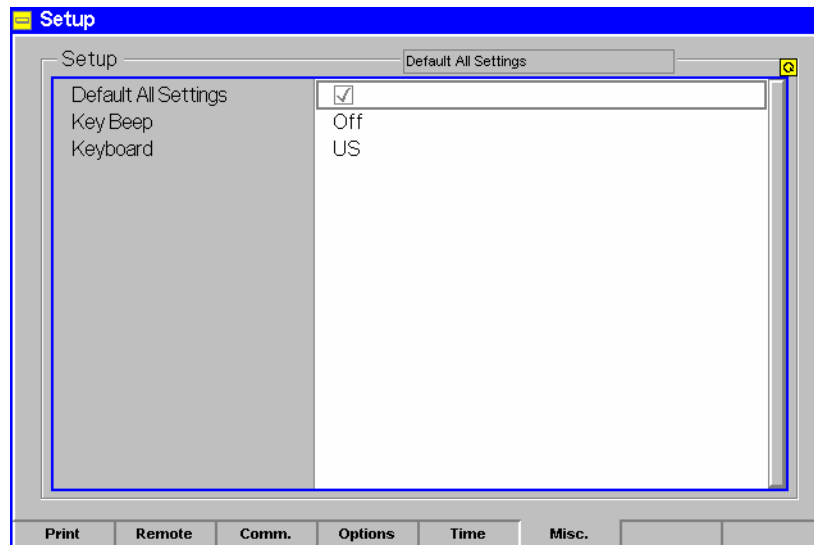 Setup
Setup
Default All Settings
Default All Settings
Key Beep Off
Keyboard US
Print Remote Comm. Options Time Misc.